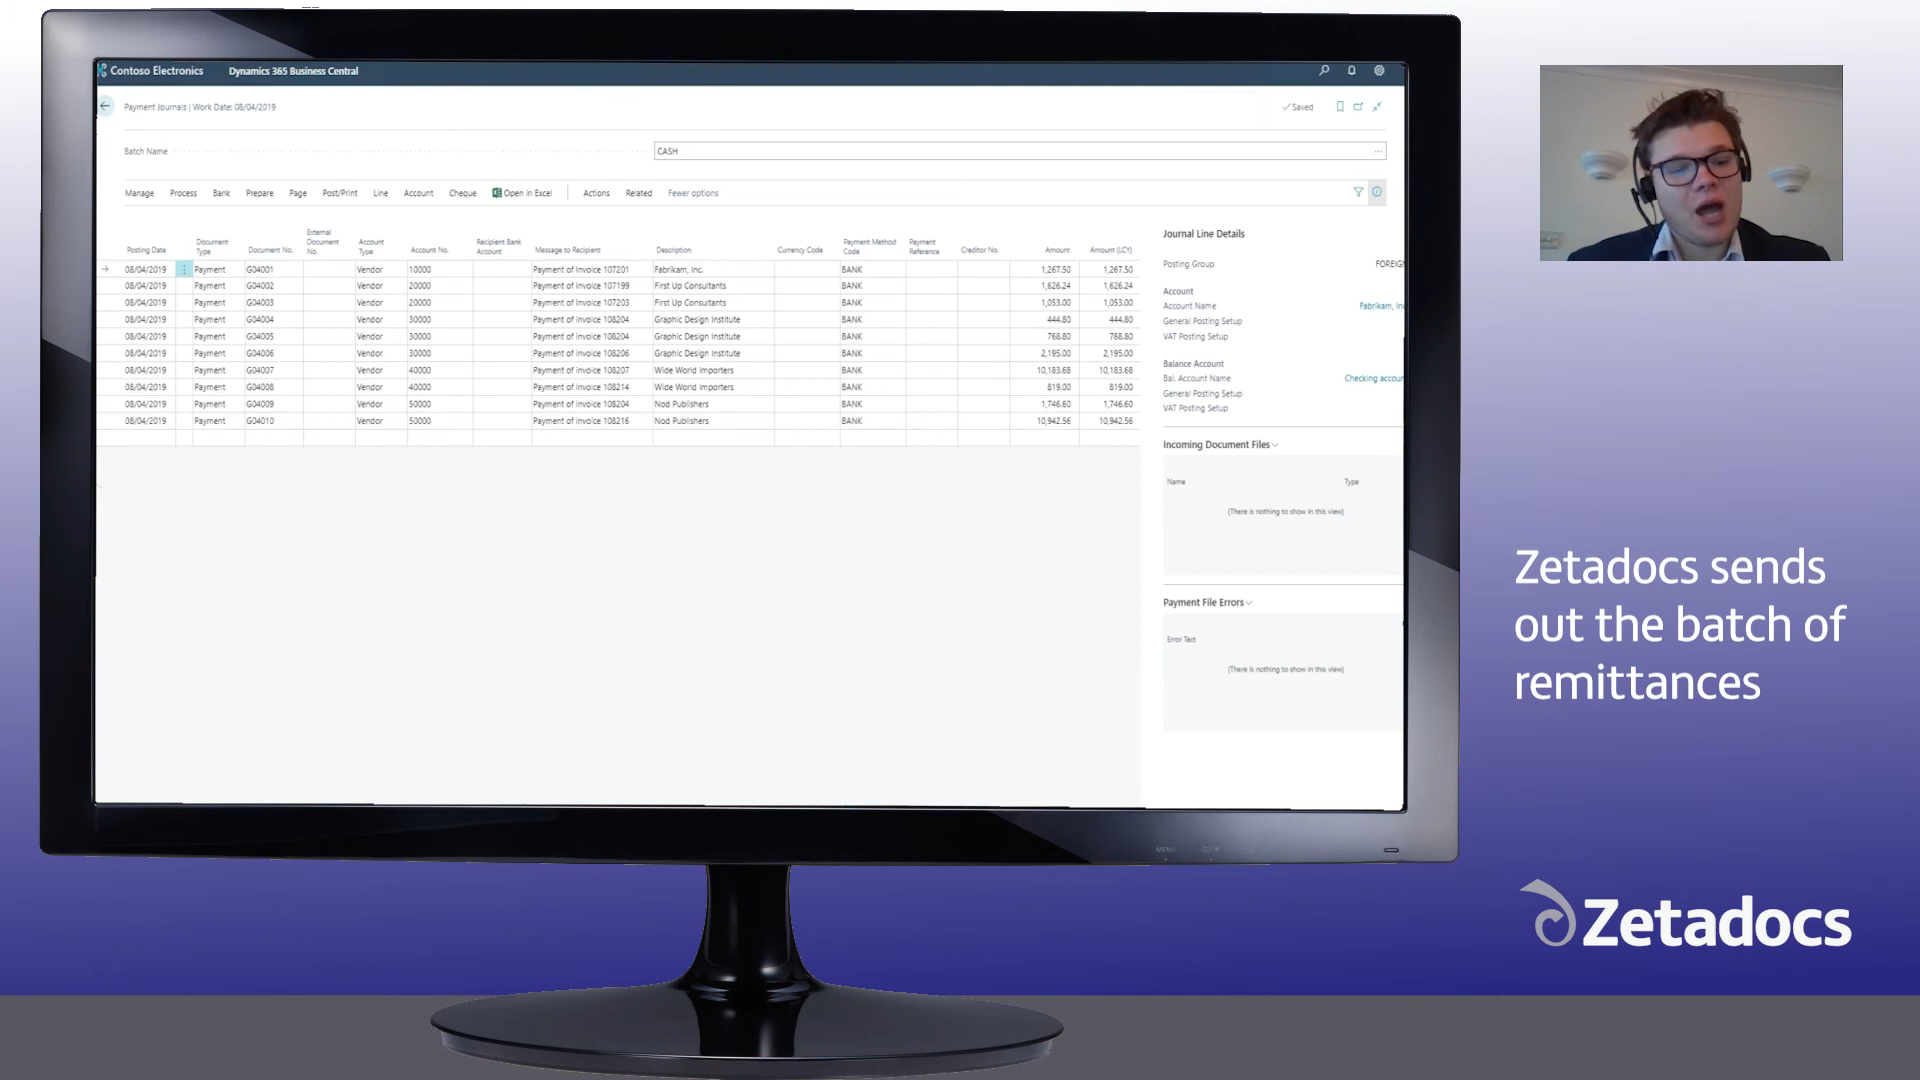 Contoso Electronics Dynamics 365 Business Central
Payment Journals | Work Date: 08/04/2019 Saved
Batch Name CASH
Manage Process Bank Prepare Page Post/Print Line Account Cheque Open in Excel Actions Related Fewer options
Posting Date Document Type Document No. External Document No. Account Type Account No. Recipient Bank Account Message to Recipient Description Currency Code Payment Method Code Payment Reference Creditor No. Amount Amount (LCY)
08/04/2019 Payment G04001 Vendor 10000 Payment of Invoice 107201 Fabrikam, Inc. BANK 1,267.50 1,267.50
08/04/2019 Payment G04002 Vendor 20000 Payment of Invoice 107199 First Up Consultants BANK 1,626.24 1,626.24
08/04/2019 Payment G04003 Vendor 20000 Payment of Invoice 107203 First Up Consultants BANK 1,053.00 1,053.00
08/04/2019 Payment G04004 Vendor 30000 Payment of invoice 108204 Graphic Design Institute BANK 444.80 444.80
08/04/2019 Payment G04005 Vendor 30000 Payment of invoice 108204 Graphic Design Institute BANK 768.80 768.80
08/04/2019 Payment G04006 Vendor 30000 Payment of invoice 108206 Graphic Design Institute BANK 2,195.00 2,195.00
08/04/2019 Payment G04007 Vendor 40000 Payment of invoice 108207 Wide World Importers BANK 10,183.68 10,183.68
08/04/2019 Payment G04008 Vendor 40000 Payment of invoice 108214 Wide World Importers BANK 819.00 819.00
08/04/2019 Payment G04009 Vendor 50000 Payment of invoice 108204 Nod Publishers BANK 1,746.60 1,746.60
08/04/2019 Payment G04010 Vendor 50000 Payment of invoice 108216 Nod Publishers BANK 10,942.56 10,942.56
Journal Line Details
Posting Group FOREIG
Account
Account Name Fabrikam, Inc
General Posting Setup
VAT Posting Setup
Balance Account
Bal. Account Name Checking accoun
General Posting Setup
VAT Posting Setup
Incoming Document Files
Name Type
(There is nothing to show in this view)
Payment File Errors
Error Text
(There is nothing to show in this view)
MENU
Zetadocs sends
out the batch of
remittances
Zetadocs